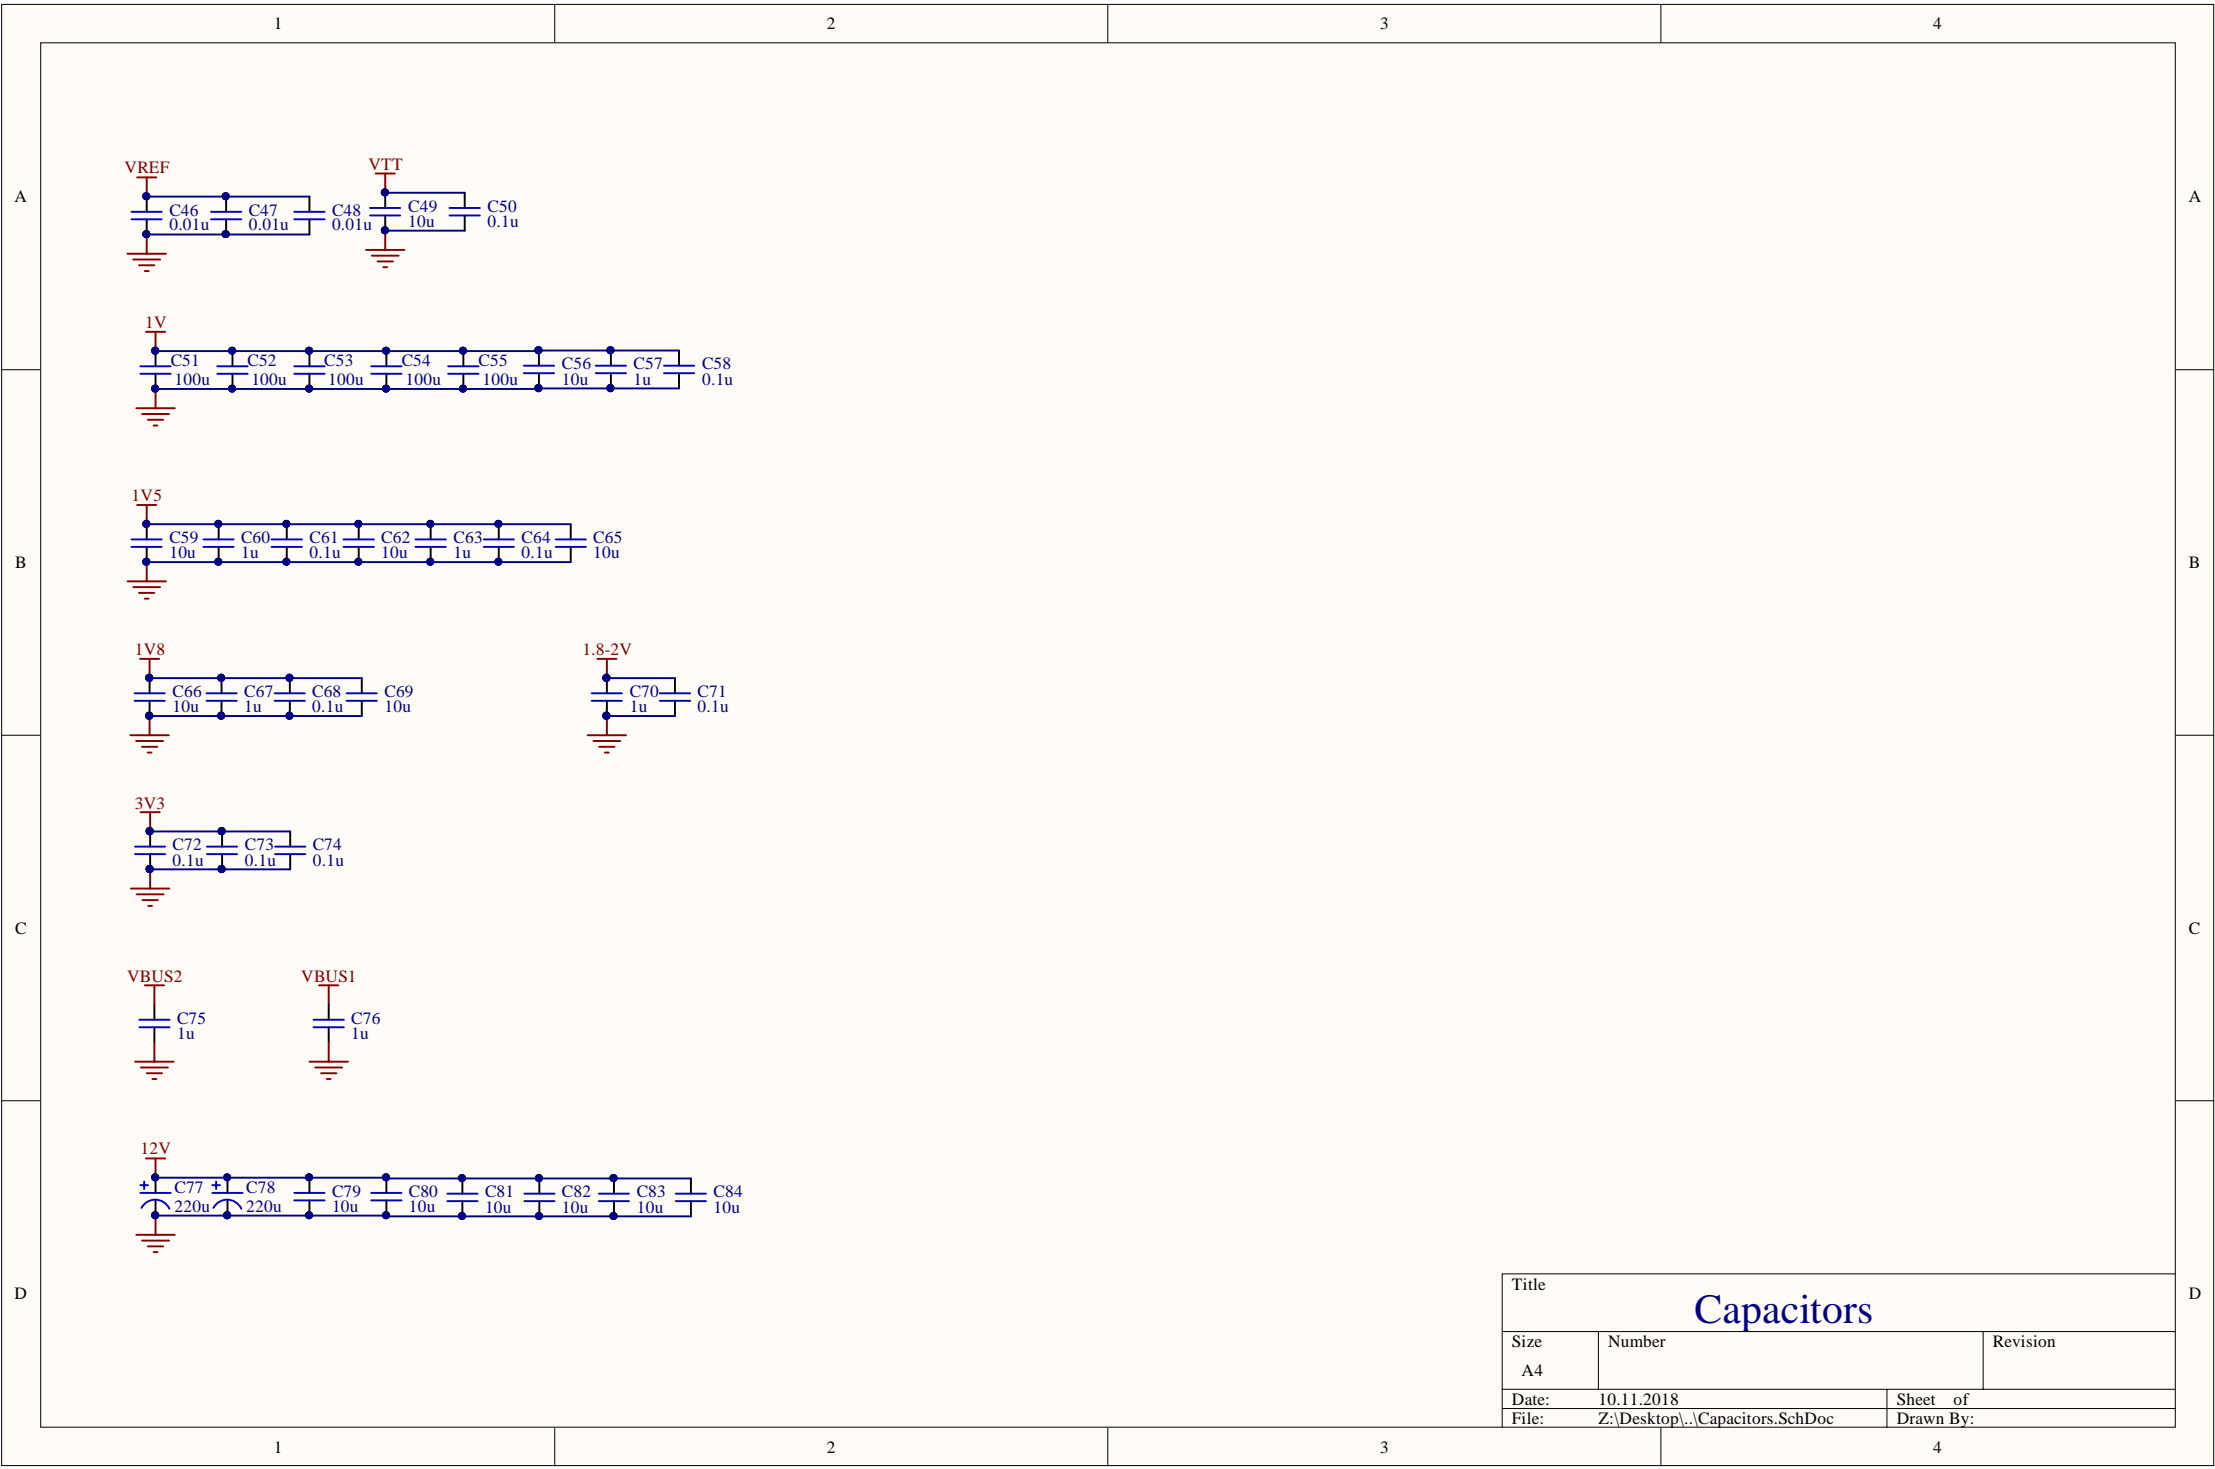 1 2 3 4
A A
VREF VTT
C46 C47 C48 C49 C50
0.01u 0.01u 0.01u 10u 0.1u
1V
C51 C52 C53 C54 C55 C56 C57 C58
100u 100u 100u 100u 100u 10u 1u 0.1u
1V5
C59 C60 C61 C62 C63 C64 C65
10u 1u 0.1u 10u 1u 0.1u 10u
B B
1V8 1.8-2V
C66 C67 C68 C69 C70 C71
10u 1u 0.1u 10u 1u 0.1u
3V3
C72 C73 C74
0.1u 0.1u 0.1u
C C
VBUS2 VBUS1
C75 C76
1u 1u
12V
+ C77 + C78 C79 C80 C81 C82 C83 C84
220u 220u 10u 10u 10u 10u 10u 10u
D D
Title
Capacitors
Size Number Revision
A4
Date: 10.11.2018 Sheet of
File: Z:\Desktop\..\Capacitors.SchDoc Drawn By:
1 2 3 4